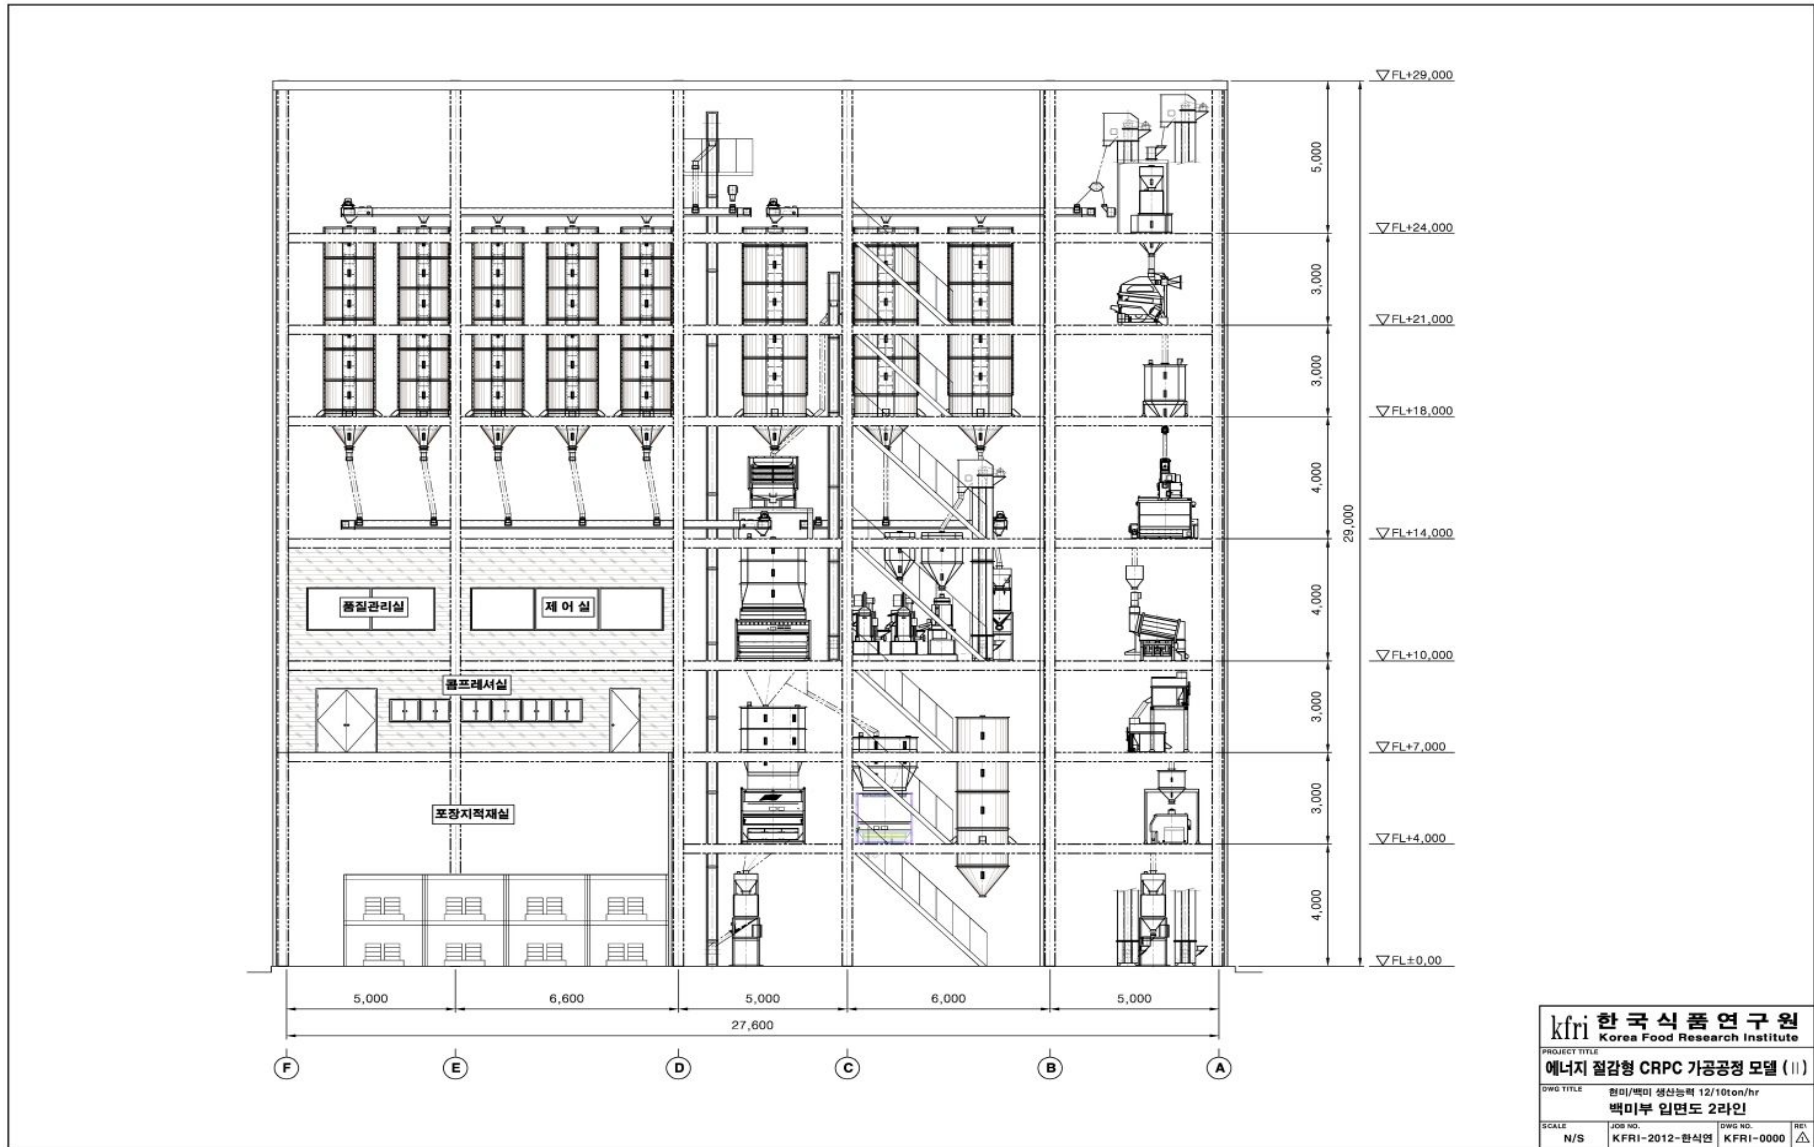 ▽FL+29,000
5,000
▽FL+24,000
3,000
▽FL+21,000
3,000
▽FL+18,000
4,000
29,000
▽FL+14,000
4,000
품질관리실
제 어 실
▽FL+10,000
콤프레셔실
3,000
▽FL+7,000
3,000
포장지적재실
▽FL+4,000
4,000
▽FL±0,00
5,000 6,600 5,000 6,000 5,000
27,600
F E D C B A
kfri 한국식품연구원
Korea Food Research Institute
PROJECT TITLE
에너지 절감형 CRPC 가공공정 모델 (II)
DWG TITLE 현미/백미 생산능력 12/10ton/hr
백미부 입면도 2라인
SCALE JOB NO. DWG NO. REV
N/S KFRI-2012-한식연 KFRI-0000